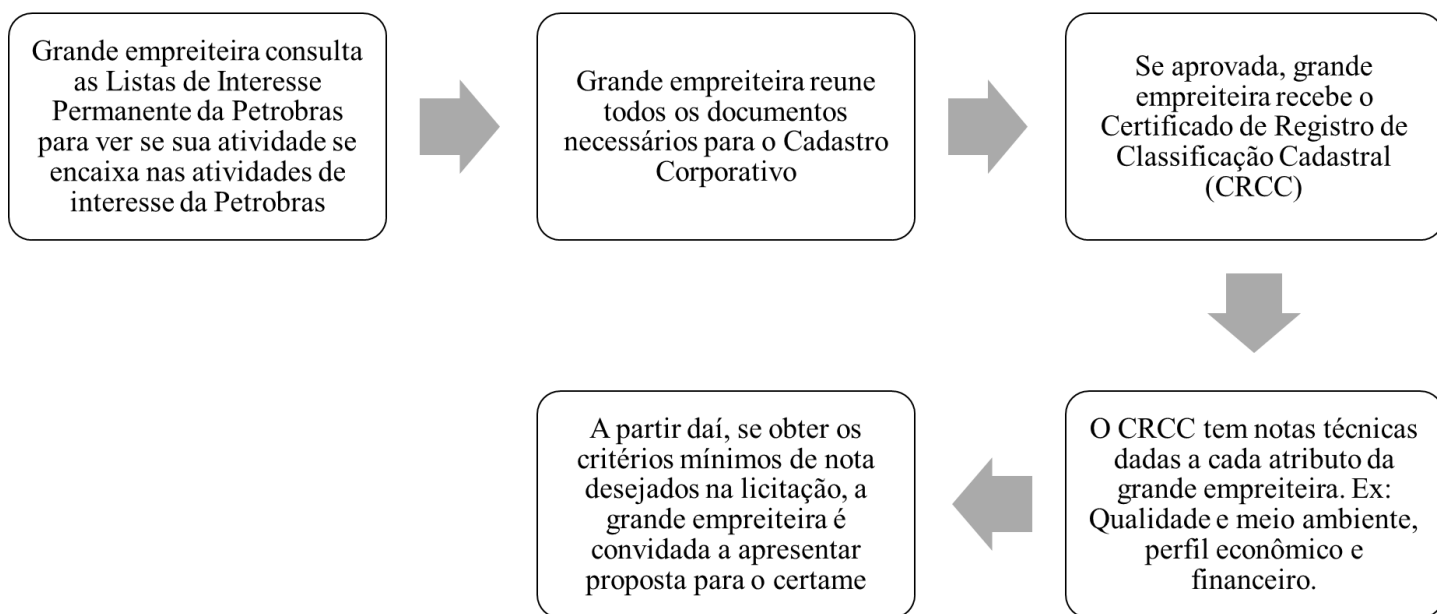 Grande empreiteira consulta
as Listas de Interesse
Permanente da Petrobras
para ver se sua atividade se
encaixa nas atividades de
interesse da Petrobras
Grande empreiteira reune
todos os documentos
necessários para o Cadastro
Corporativo
Se aprovada, grande
empreiteira recebe o
Certificado de Registro de
Classificação Cadastral
(CRCC)
O CRCC tem notas técnicas
dadas a cada atributo da
grande empreiteira. Ex:
Qualidade e meio ambiente,
perfil econômico e
financeiro.
A partir daí, se obter os
critérios mínimos de nota
desejados na licitação, a
grande empreiteira é
convidada a apresentar
proposta para o certame